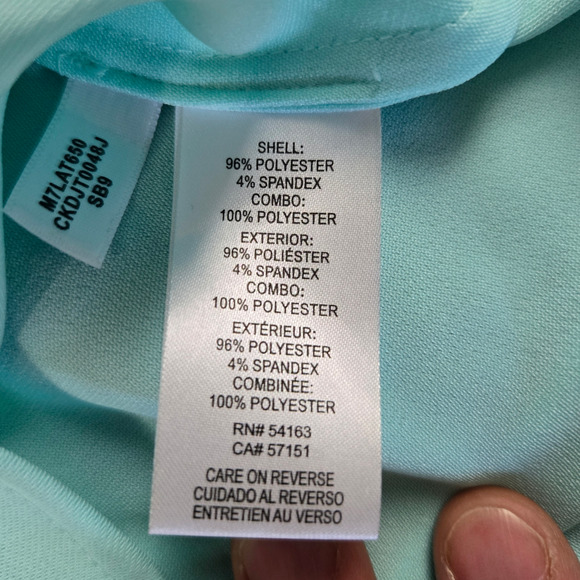 M7LAT650
CKDJT0048J
SB9
SHELL:
96% POLYESTER
4% SPANDEX
COMBO:
100% POLYESTER
EXTERIOR:
96% POLIÉSTER
4% SPANDEX
COMBO:
100% POLYESTER
EXTÉRIEUR:
96% POLYESTER
4% SPANDEX
COMBINÉE:
100% POLYESTER
RN# 54163
CA# 57151
CARE ON REVERSE
CUIDADO AL REVERSO
ENTRETIEN AU VERSO